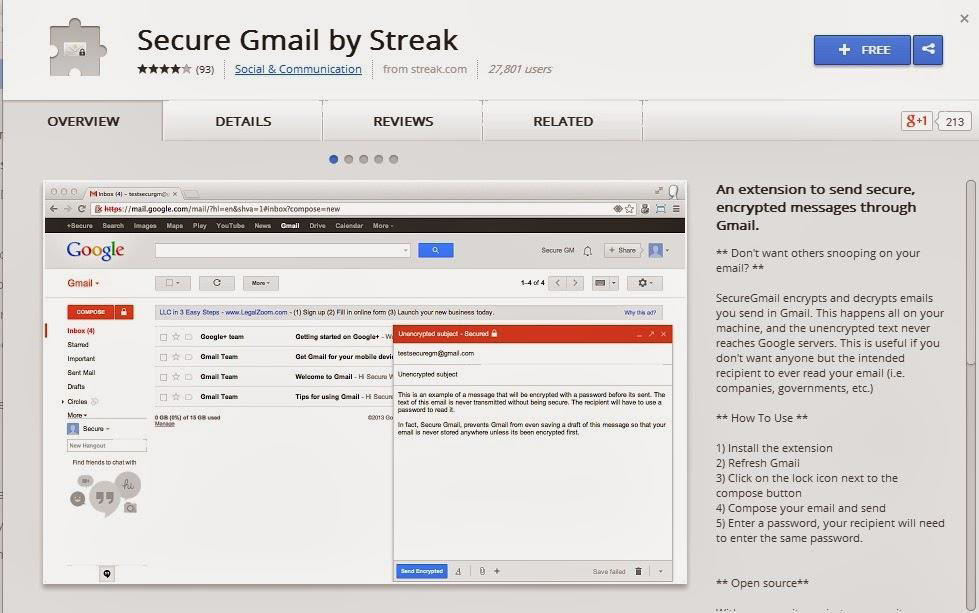 Secure Gmail by Streak
(93) Social & Communication from streak.com 27,801 users
+ FREE
OVERVIEW DETAILS REVIEWS RELATED
g+1 213
Inbox (4) - testsecurgm@
https://mail.google.com/mail/?hl=en&shva=1#inbox?compose=new
+Secure Search Images Maps Play YouTube News Gmail Drive Calendar More -
Google
Secure GM + Share
Gmail
More
1-4 of 4
COMPOSE
LLC in 3 Easy Steps - www.LegalZoom.com - (1) Sign up (2) Fill in online form (3) Launch your new business today. Why this ad?
Inbox (4)
Starred
Important
Sent Mail
Drafts
Circles
More
Secure
New Hangout
Find friends to chat with
hi
Google+ team Getting started on Google+ - W
Gmail Team Get Gmail for your mobile devic
Gmail Team Welcome to Gmail - Hi Secure
Gmail Team Tips for using Gmail - Hi Secure
0 GB (0%) of 15 GB used
Manage
©2013 Go
Unencrypted subject - Secured
testsecuregm@gmail.com
Unencrypted subject
This is an example of a message that will be encrypted with a password before its sent. The
text of this email is never transmitted without being secure. The recipient will have to use a
password to read it.
In fact, Secure Gmail, prevents Gmail from even saving a draft of this message so that your
email is never stored anywhere unless its been encrypted first.
Send Encrypted A Save failed
An extension to send secure,
encrypted messages through
Gmail.
** Don't want others snooping on your
email? **
SecureGmail encrypts and decrypts emails
you send in Gmail. This happens all on your
machine, and the unencrypted text never
reaches Google servers. This is useful if you
don't want anyone but the intended
recipient to ever read your email (i.e.
companies, governments, etc.)
** How To Use **
1) Install the extension
2) Refresh Gmail
3) Click on the lock icon next to the
compose button
4) Compose your email and send
5) Enter a password, your recipient will need
to enter the same password.
** Open source**